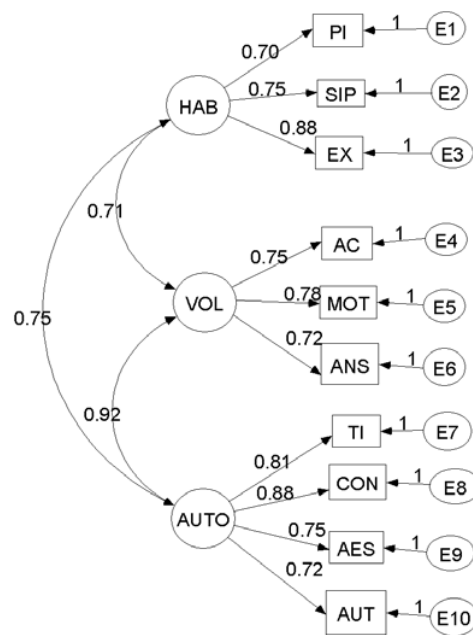 PI 1 E1
0.70
HAB 0.75 SIP 1 E2
0.88 EX 1 E3
0.71
0.75 AC 1 E4
VOL 0.78 MOT 1 E5
0.75
0.72 ANS 1 E6
0.92
TI 1 E7
0.81
0.88 CON 1 E8
AUTO
0.75 AES 1 E9
0.72
AUT 1 E10